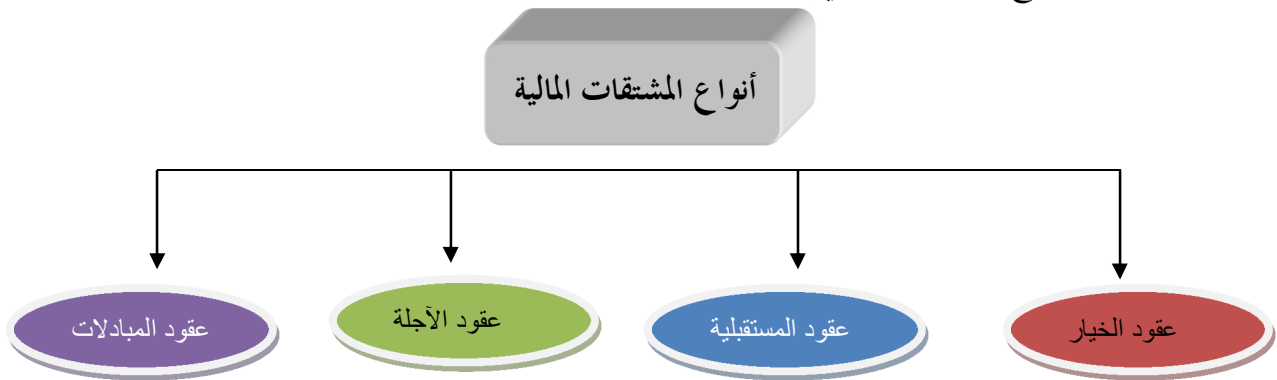 أنواع المشتقات المالية
عقود الخيار
عقود المستقبلية
عقود الآجلة
عقود المبادلات